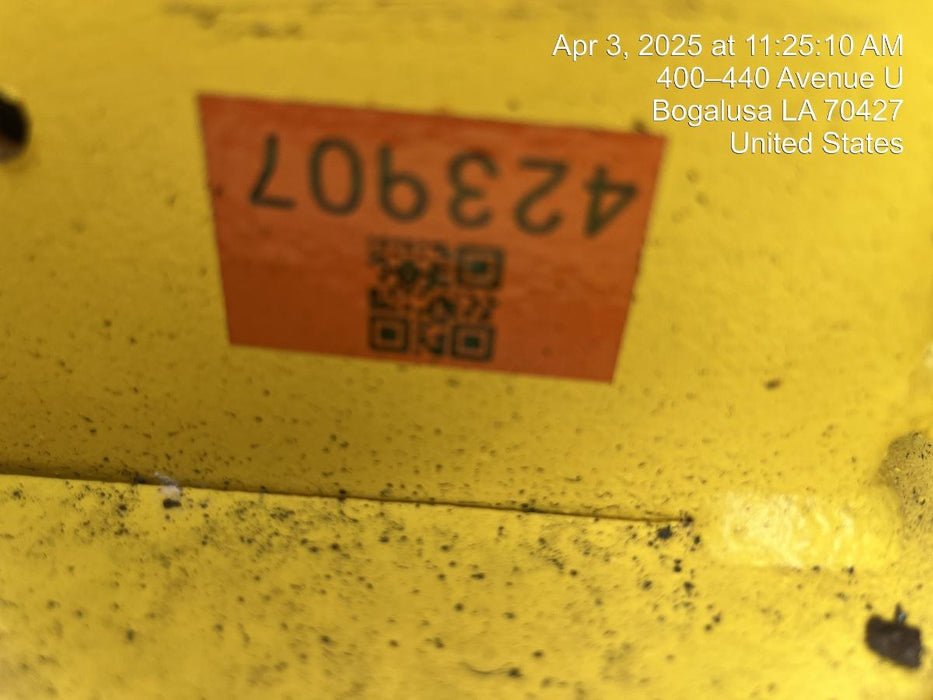 Apr 3, 2025 at 11:25:10 AM
400–440 Avenue U
Bogalusa LA 70427
United States
423907